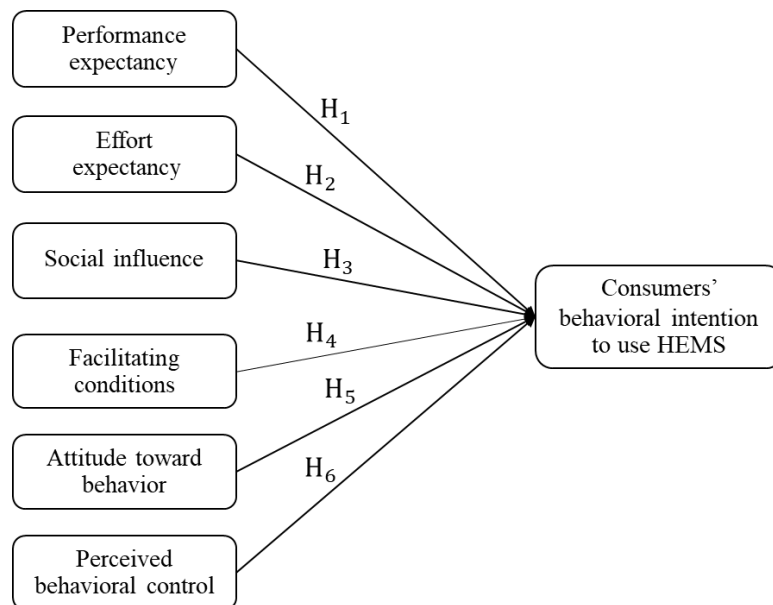 Performance
expectancy
H₁
Effort
expectancy
H₂
Social influence
H₃
Consumers’
behavioral intention
to use HEMS
Facilitating
conditions
H₄
Attitude toward
behavior
H₅
Perceived
behavioral control
H₆